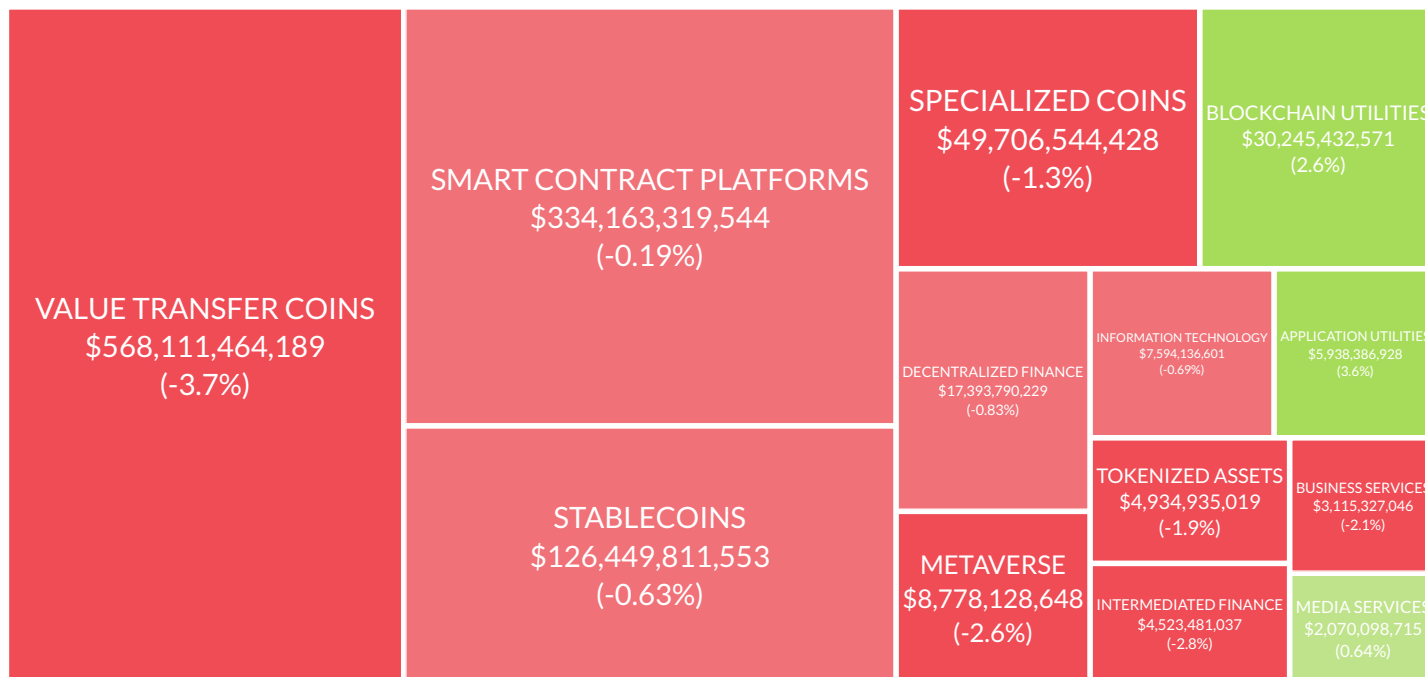 VALUE TRANSFER COINS
$568,111,464,189
(-3.7%)
SMART CONTRACT PLATFORMS
$334,163,319,544
(-0.19%)
STABLECOINS
$126,449,811,553
(-0.63%)
SPECIALIZED COINS
$49,706,544,428
(-1.3%)
BLOCKCHAIN UTILITIES
$30,245,432,571
(2.6%)
DECENTRALIZED FINANCE
$17,393,790,229
(-0.83%)
METAVERSE
$8,778,128,648
(-2.6%)
INFORMATION TECHNOLOGY
$7,594,136,601
(-0.69%)
APPLICATION UTILITIES
$5,938,386,928
(3.6%)
TOKENIZED ASSETS
$4,934,935,019
(-1.9%)
INTERMEDIATED FINANCE
$4,523,481,037
(-2.8%)
BUSINESS SERVICES
$3,115,327,046
(-2.1%)
MEDIA SERVICES
$2,070,098,715
(0.64%)